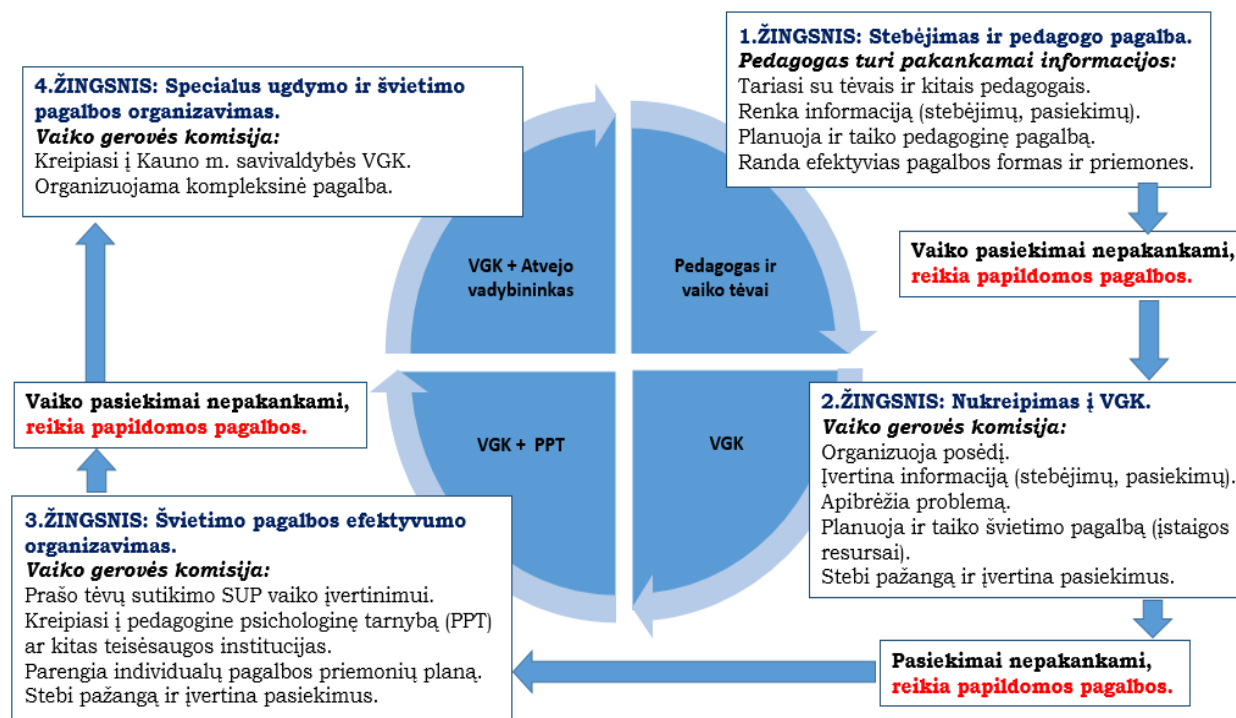 1.ŽINGSNIS: Stebėjimas ir pedagogo pagalba.
Pedagogas turi pakankamai informacijos:
Tariasi su tėvais ir kitais pedagogais.
Renka informaciją (stebėjimų, pasiekimų).
Planuoja ir taiko pedagoginę pagalbą.
Randa efektyvias pagalbos formas ir priemones.
Vaiko pasiekimai nepakankami,
reikia papildomos pagalbos.
2.ŽINGSNIS: Nukreipimas į VGK.
Vaiko gerovės komisija:
Organizuoja posėdį.
Įvertina informaciją (stebėjimų, pasiekimų).
Apibrėžia problemą.
Planuoja ir taiko švietimo pagalbą (įstaigos
resursai).
Stebi pažangą ir įvertina pasiekimus.
Pasiekimai nepakankami,
reikia papildomos pagalbos.
3.ŽINGSNIS: Švietimo pagalbos efektyvumo
organizavimas.
Vaiko gerovės komisija:
Prašo tėvų sutikimo SUP vaiko įvertinimui.
Kreipiasi į pedagogine psichologinę tarnybą (PPT)
ar kitas teisėsaugos institucijas.
Parengia individualų pagalbos priemonių planą.
Stebi pažangą ir įvertina pasiekimus.
Vaiko pasiekimai nepakankami,
reikia papildomos pagalbos.
4.ŽINGSNIS: Specialus ugdymo ir švietimo
pagalbos organizavimas.
Vaiko gerovės komisija:
Kreipiasi į Kauno m. savivaldybės VGK.
Organizuojama kompleksinė pagalba.
VGK + Atvejo
vadybininkas
Pedagogas ir
vaiko tėvai
VGK + PPT
VGK